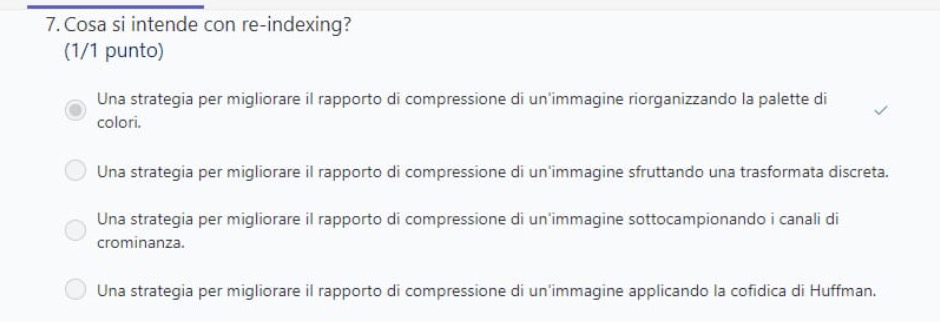 7. Cosa si intende con re-indexing?
(1/1 punto)
Una strategia per migliorare il rapporto di compressione di un'immagine riorganizzando la palette di
colori.
Una strategia per migliorare il rapporto di compressione di un'immagine sfruttando una trasformata discreta.
Una strategia per migliorare il rapporto di compressione di un'immagine sottocampionando i canali di
crominanza.
Una strategia per migliorare il rapporto di compressione di un'immagine applicando la cofidica di Huffman.